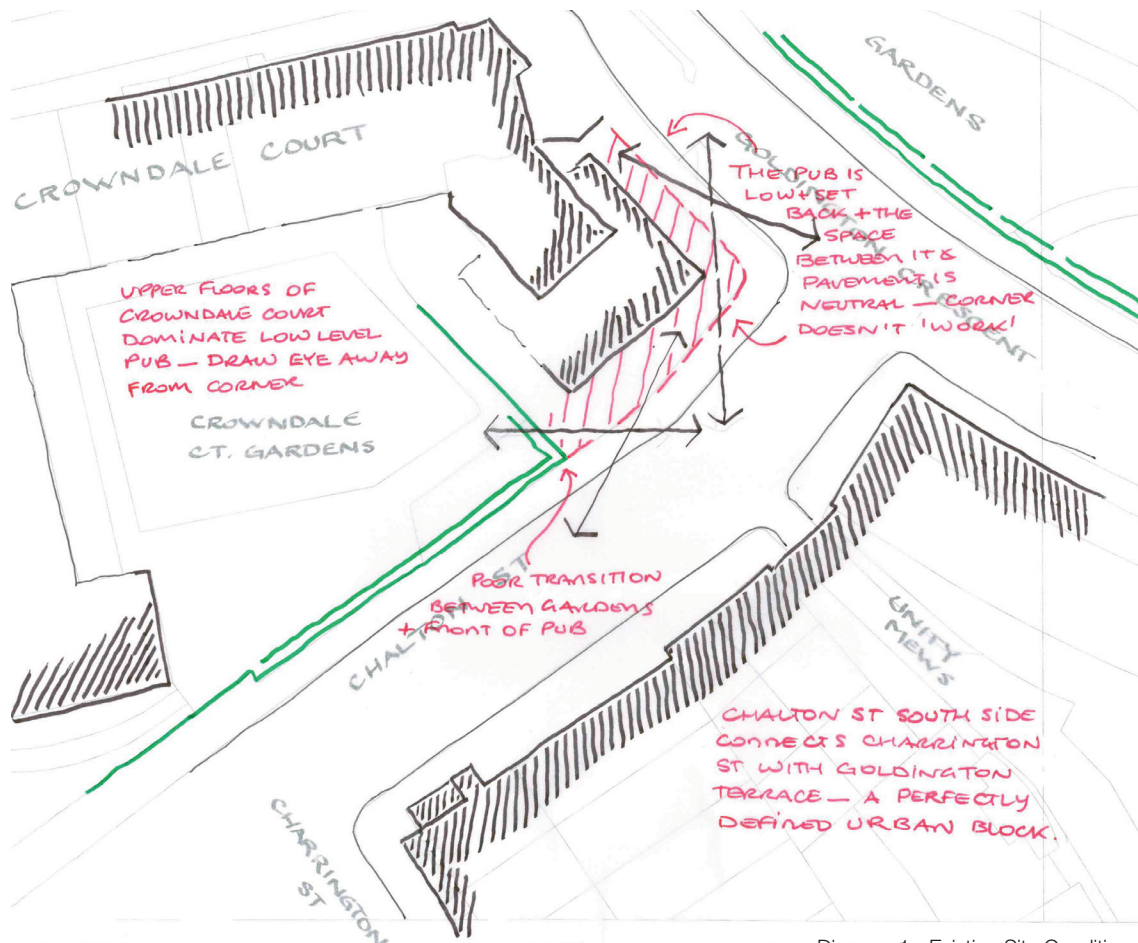 GARDENS
CROWNDALE COURT
GOLDINGTON CRESCENT
THE PUB IS
LOW + SET
BACK + THE
SPACE
BETWEEN IT &
PAVEMENT IS
NEUTRAL — CORNER
DOESN'T 'WORK'
UPPER FLOORS OF
CROWNDALE COURT
DOMINATE LOW LEVEL
PUB — DRAW EYE AWAY
FROM CORNER
CROWNDALE
CT. GARDENS
POOR TRANSITION
BETWEEN GARDENS
+ FRONT OF PUB
CHALTON ST
UNITY
MEWS
CHALTON ST SOUTH SIDE
CONNECTS CHARRINGTON
ST WITH GOLDINGTON
TERRACE — A PERFECTLY
DEFINED URBAN BLOCK.
CHARRINGTON
ST